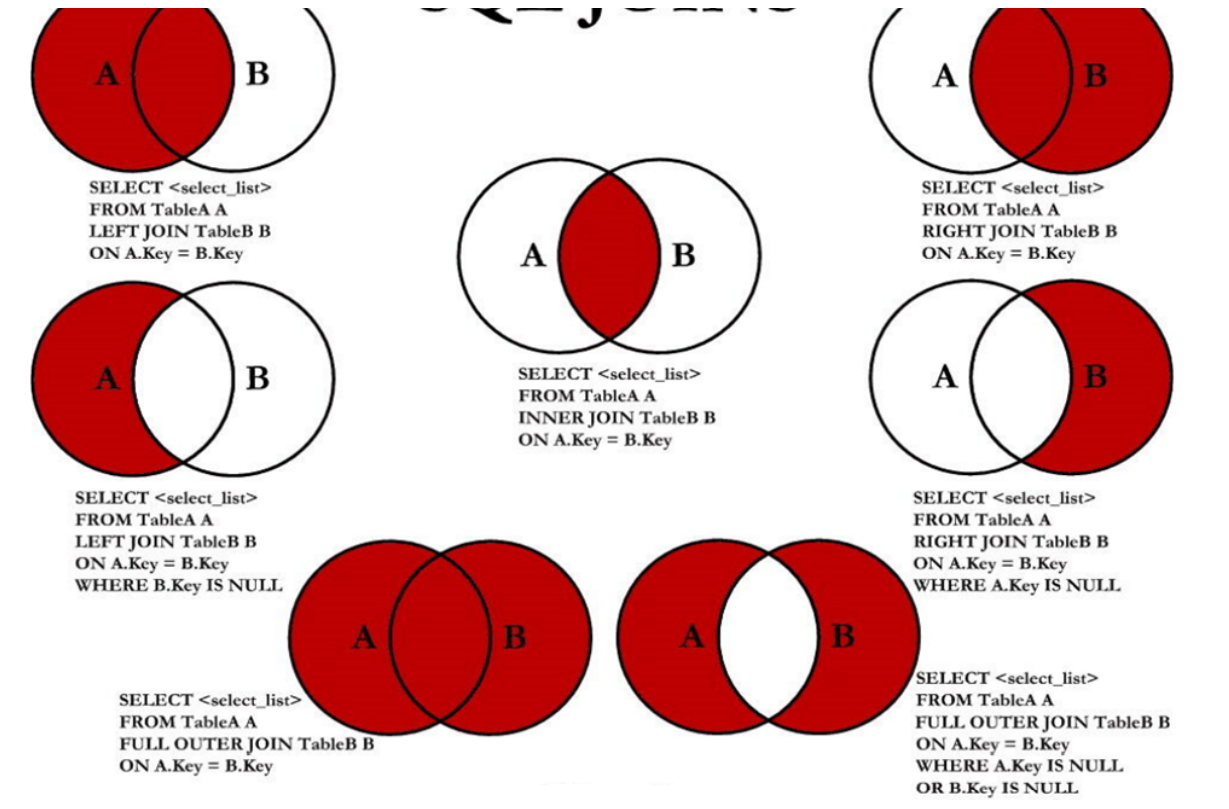 SQL JOINS
A B
SELECT <select_list>
FROM TableA A
LEFT JOIN TableB B
ON A.Key = B.Key
A B
SELECT <select_list>
FROM TableA A
RIGHT JOIN TableB B
ON A.Key = B.Key
A B
SELECT <select_list>
FROM TableA A
INNER JOIN TableB B
ON A.Key = B.Key
A B
SELECT <select_list>
FROM TableA A
LEFT JOIN TableB B
ON A.Key = B.Key
WHERE B.Key IS NULL
A B
SELECT <select_list>
FROM TableA A
RIGHT JOIN TableB B
ON A.Key = B.Key
WHERE A.Key IS NULL
A B
SELECT <select_list>
FROM TableA A
FULL OUTER JOIN TableB B
ON A.Key = B.Key
A B
SELECT <select_list>
FROM TableA A
FULL OUTER JOIN TableB B
ON A.Key = B.Key
WHERE A.Key IS NULL
OR B.Key IS NULL